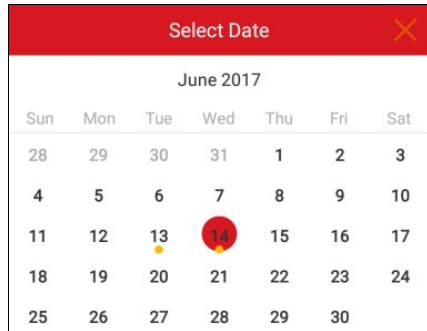 Select Date
June 2017
Sun Mon Tue Wed Thu Fri Sat
28 29 30 31 1 2 3
4 5 6 7 8 9 10
11 12 13 14 15 16 17
18 19 20 21 22 23 24
25 26 27 28 29 30